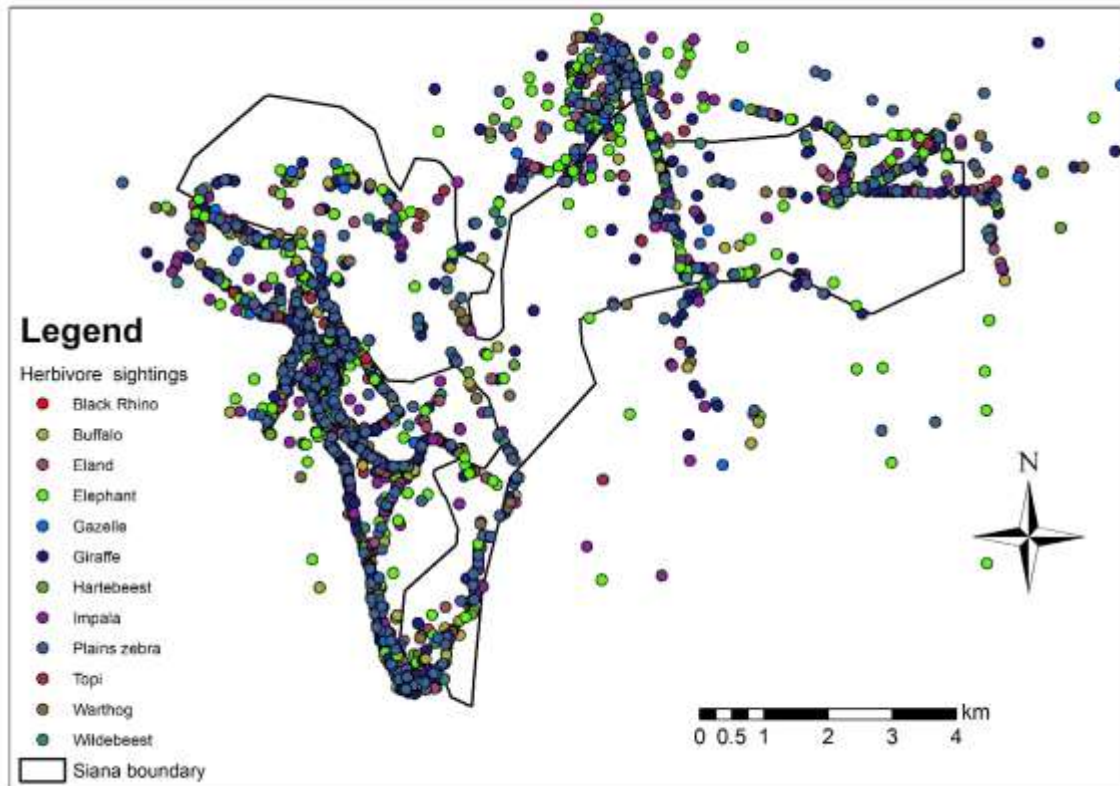 Legend
Herbivore sightings
Black Rhino
Buffalo
Eland
Elephant
Gazelle
Giraffe
Hartebeest
Impala
Plains zebra
Topi
Warthog
Wildebeest
Siana boundary
N
km
0 0.5 1 2 3 4